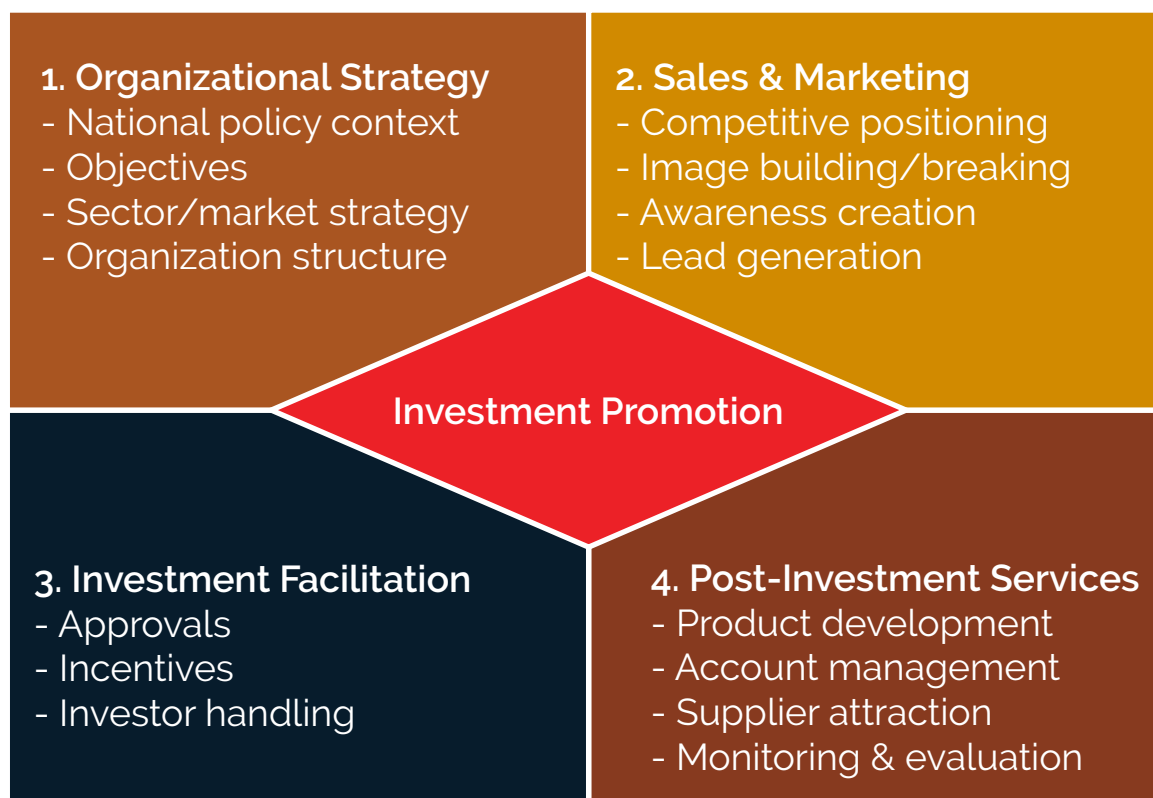 1. Organizational Strategy
- National policy context
- Objectives
- Sector/market strategy
- Organization structure
2. Sales & Marketing
- Competitive positioning
- Image building/breaking
- Awareness creation
- Lead generation
Investment Promotion
3. Investment Facilitation
- Approvals
- Incentives
- Investor handling
4. Post-Investment Services
- Product development
- Account management
- Supplier attraction
- Monitoring & evaluation